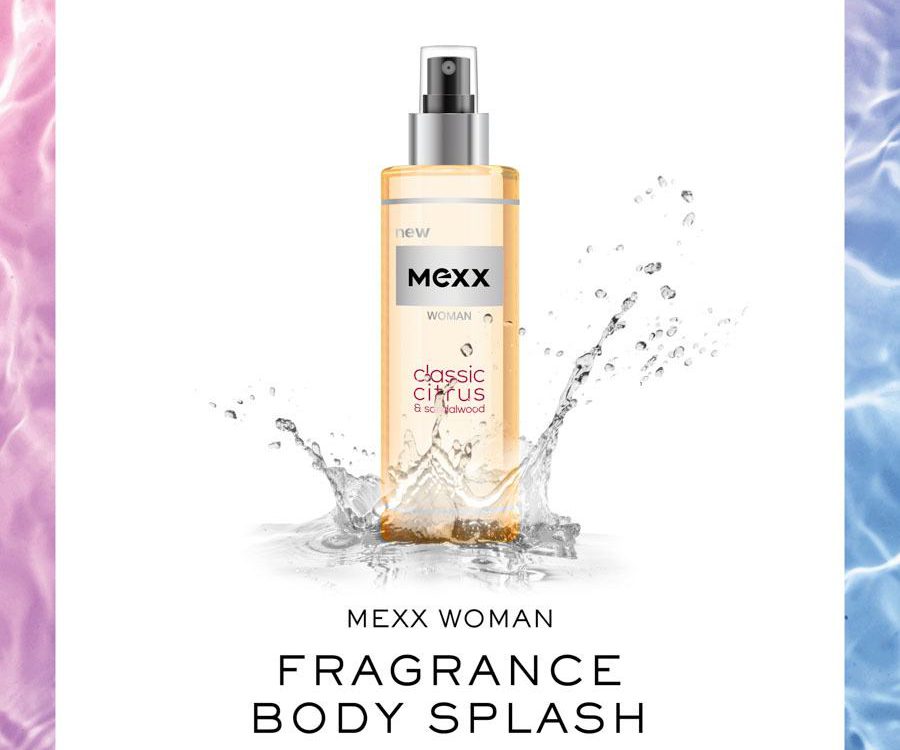 new
mexx
WOMAN
classic
citrus
& sandalwood
MEXX WOMAN
FRAGRANCE
BODY SPLASH